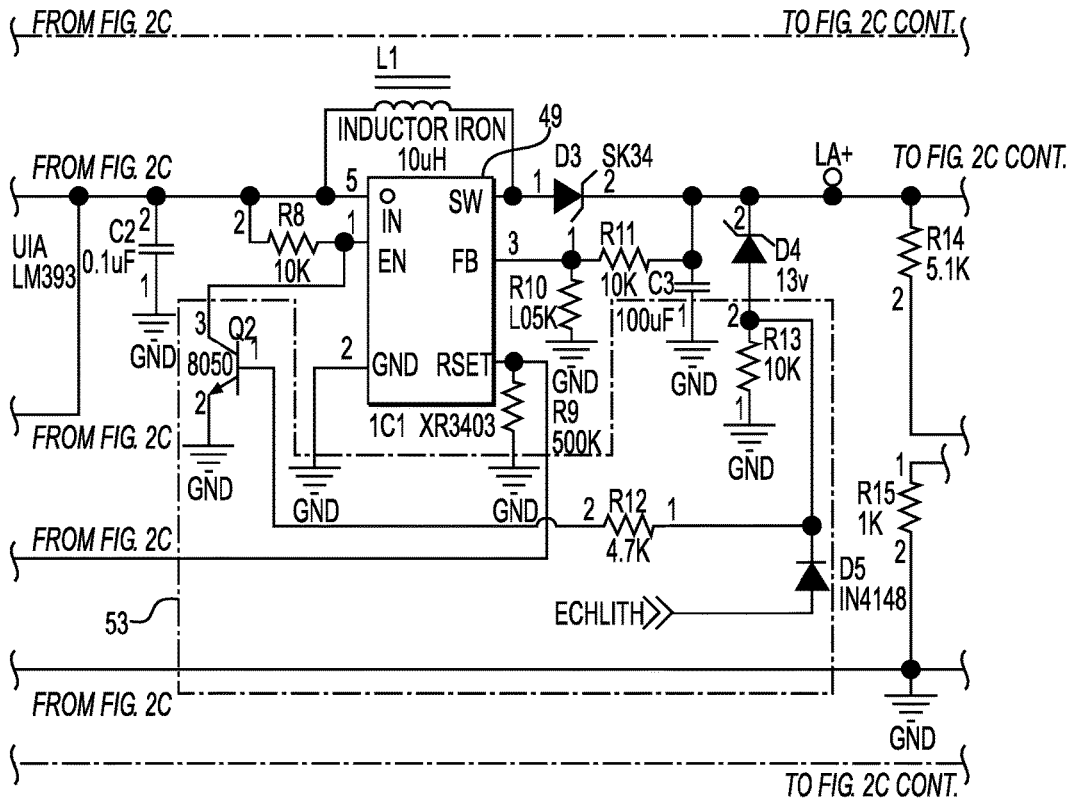 FROM FIG. 2C
TO FIG. 2C CONT.
L1
INDUCTOR IRON
10uH
49
FROM FIG. 2C
5
1
D3
SK34
2
LA+
TO FIG. 2C CONT.
IN
SW
2
R8
10K
1
EN
FB
3
1
R11
10K
2
D4
13v
R14
5.1K
2
UIA
LM393
C2
0.1uF
2
1
GND
R10
L05K
GND
C3
100uF
1
GND
2
R13
10K
1
GND
3
Q2
8050
1
2
GND
2
GND
RSET
1C1 XR3403
R9
500K
GND
GND
FROM FIG. 2C
R12
2
1
4.7K
1
R15
1K
2
FROM FIG. 2C
D5
IN4148
ECHLITH
53
FROM FIG. 2C
GND
TO FIG. 2C CONT.